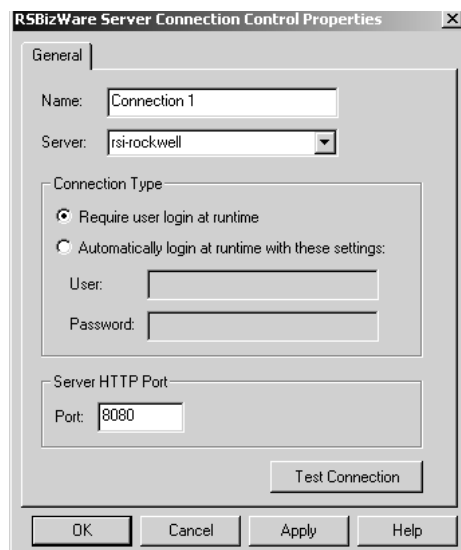 RSBizWare Server Connection Control Properties
General
Name: Connection 1
Server: rsi-rockwell
Connection Type
Require user login at runtime
Automatically login at runtime with these settings:
User:
Password:
Server HTTP Port
Port: 8080
Test Connection
OK Cancel Apply Help